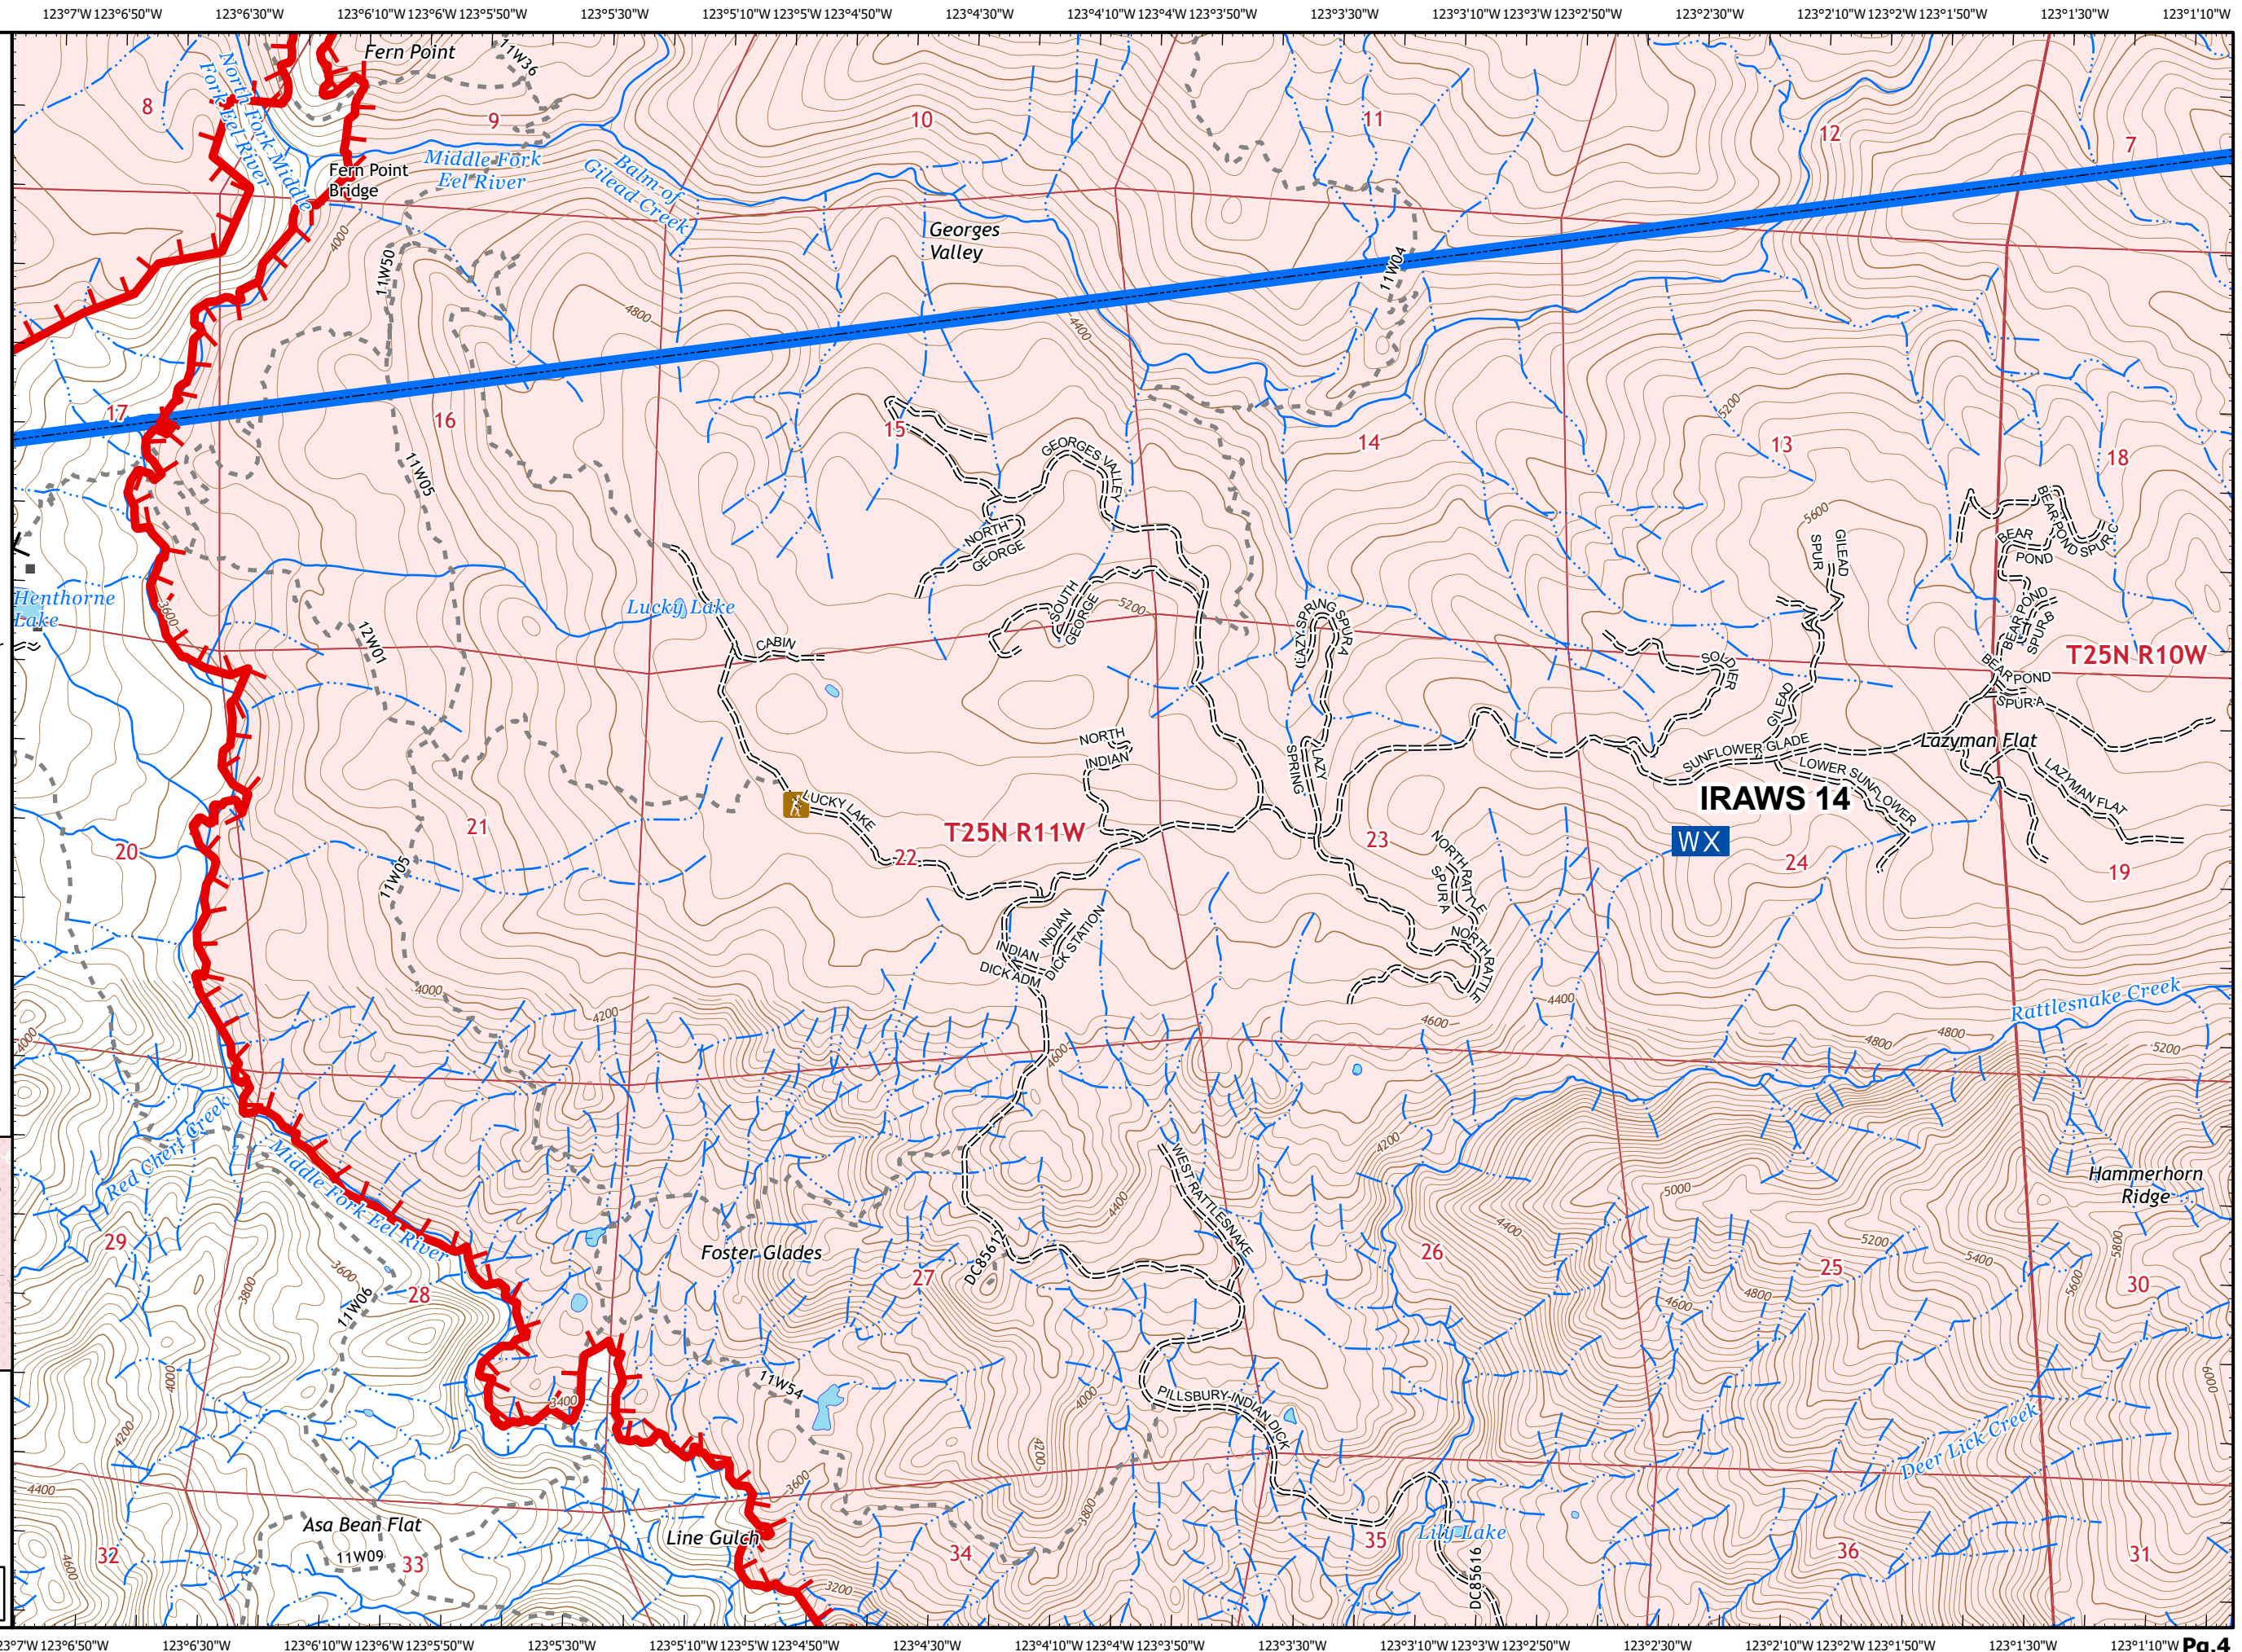 123°7'W 123°6'50"W 123°6'30"W 123°6'10"W 123°6'W 123°5'50"W 123°5'30"W 123°5'10"W 123°5'W 123°4'50"W 123°4'30"W 123°4'10"W 123°4'W 123°3'50"W 123°3'30"W 123°3'10"W 123°3'W 123°2'50"W 123°2'30"W 123°2'10"W 123°2'W 123°1'50"W 123°1'30"W 123°1'10"W
Fern Point
11W36
8
9
10
11
12
7
North Fork Middle
Fork Eel River
Middle Fork
Eel River
Balm of
Gilead Creek
Fern Point
Bridge
4000
Georges
Valley
11W50
11W04
4800
4400
5200
17
16
15
14
13
18
GEORGES VALLEY
11W05
5600
BEAR POND SPUR C
NORTH
GEORGE
BEAR
POND
GILEAD
SPUR
Henthorne
Lake
3600
Lucky Lake
SOUTH
GEORGE
5200
LAZY SPRING SPUR A
BEAR POND
SPUR B
12W01
CABIN
SOLDIER
T25N R10W
BEAR POND
SPUR A
GILEAD
NORTH
INDIAN
LAZY
SPRING
SUNFLOWER GLADE
Lazyman Flat
LOWER SUNFLOWER
LAZYMAN FLAT
IRAWS 14
WX
LUCKY LAKE
T25N R11W
20
21
22
23
24
19
11W05
NORTH RATTLE
SPUR A
INDIAN
DICK STATION
INDIAN
DICK ADM
NORTH RATTLE
4000
4200
4400
4600
Rattlesnake Creek
4800
4800
5200
4000
4600
Red Chert Creek
Middle Fork Eel River
4200
WEST RATTLESNAKE
Hammerhorn
Ridge
5000
4400
4400
29
28
Foster Glades
27
26
25
30
3600
3800
DC85612
5200
5400
5800
5600
11W06
4600
4800
4000
3400
11W54
4000
PILLSBURY-INDIAN DICK
6000
4200
4200
Deer Lick Creek
4400
3600
3800
Asa Bean Flat
Line Gulch
Lily Lake
32
11W09
33
34
35
36
31
4600
3200
DC85616
123°6'50"W 123°6'30"W 123°6'10"W 123°6'W 123°5'50"W 123°5'30"W 123°5'10"W 123°5'W 123°4'50"W 123°4'30"W 123°4'10"W 123°4'W 123°3'50"W 123°3'30"W 123°3'10"W 123°3'W 123°2'50"W 123°2'30"W 123°2'10"W 123°2'W 123°1'50"W 123°1'30"W 123°1'10"W
Pg.4